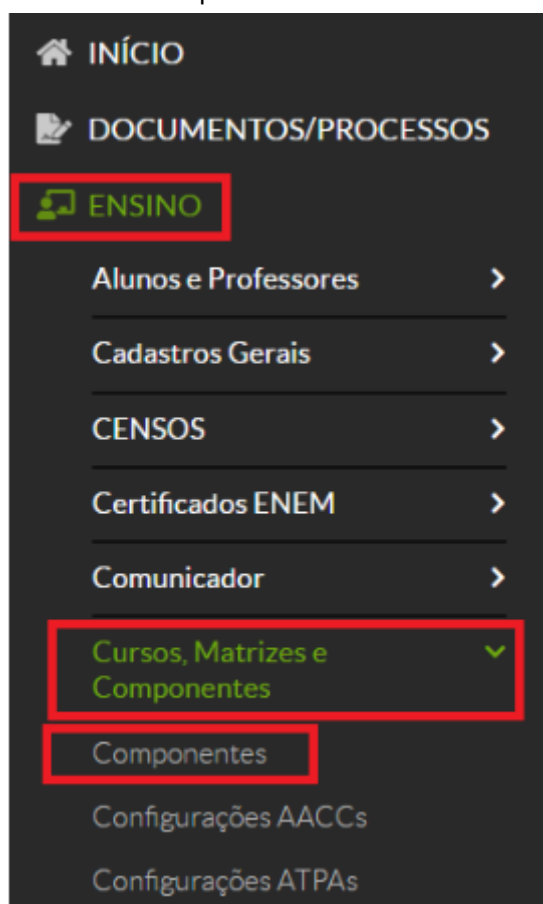 INÍCIO
DOCUMENTOS/PROCESSOS
ENSINO
Alunos e Professores
Cadastros Gerais
CENSOS
Certificados ENEM
Comunicador
Cursos, Matrizes e
Componentes
Componentes
Configurações AACCs
Configurações ATPAs